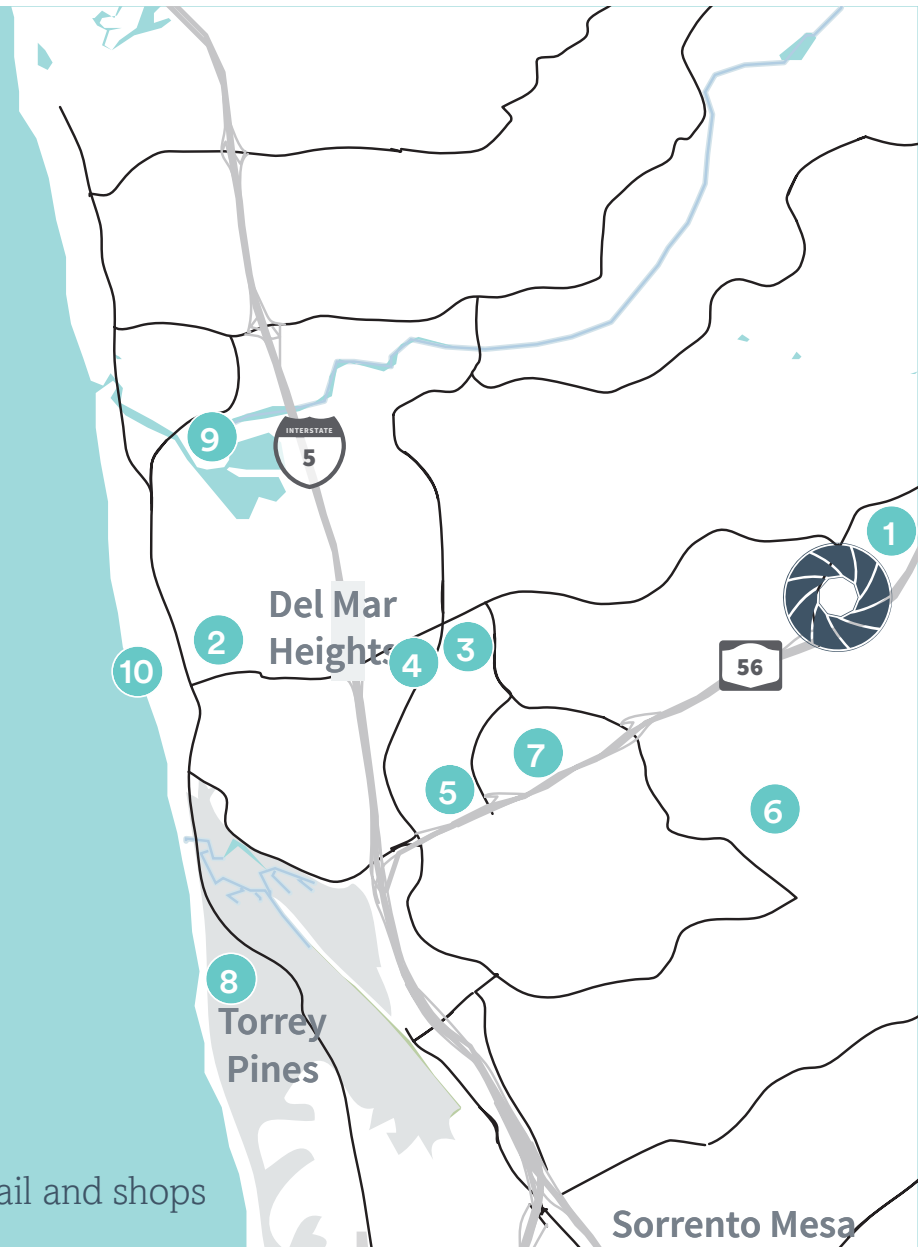 9
INTERSTATE
5
1
Del Mar
Heights
2
3
4
10
56
7
5
6
8
Torrey
Pines
ail and shops
Sorrento Mesa